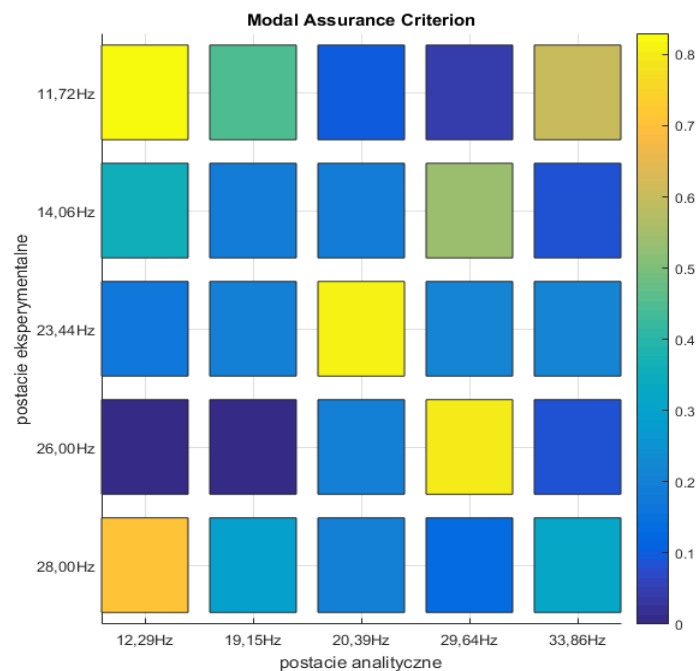 Modal Assurance Criterion
postacie eksperymentalne
11,72Hz
14,06Hz
23,44Hz
26,00Hz
28,00Hz
12,29Hz 19,15Hz 20,39Hz 29,64Hz 33,86Hz
postacie analityczne
0.8
0.7
0.6
0.5
0.4
0.3
0.2
0.1
0